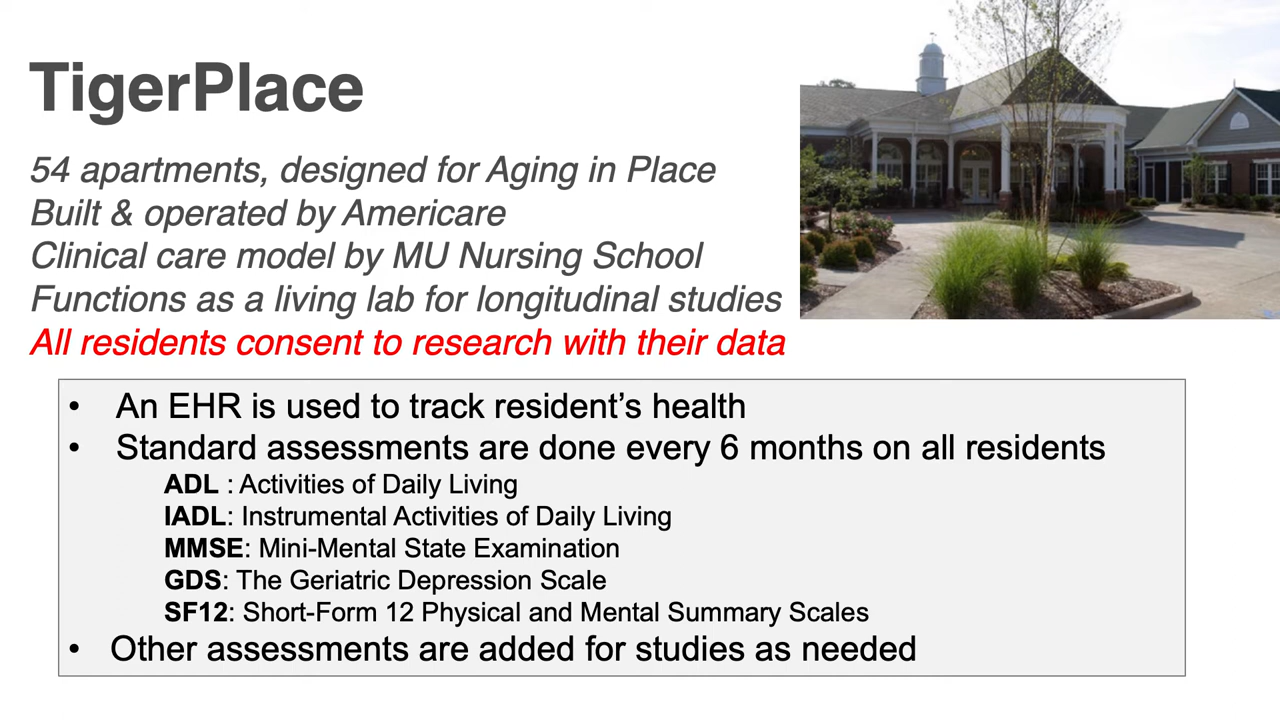 TigerPlace
54 apartments, designed for Aging in Place
Built & operated by Americare
Clinical care model by MU Nursing School
Functions as a living lab for longitudinal studies
All residents consent to research with their data
• An EHR is used to track resident’s health
• Standard assessments are done every 6 months on all residents
ADL : Activities of Daily Living
IADL: Instrumental Activities of Daily Living
MMSE: Mini-Mental State Examination
GDS: The Geriatric Depression Scale
SF12: Short-Form 12 Physical and Mental Summary Scales
• Other assessments are added for studies as needed